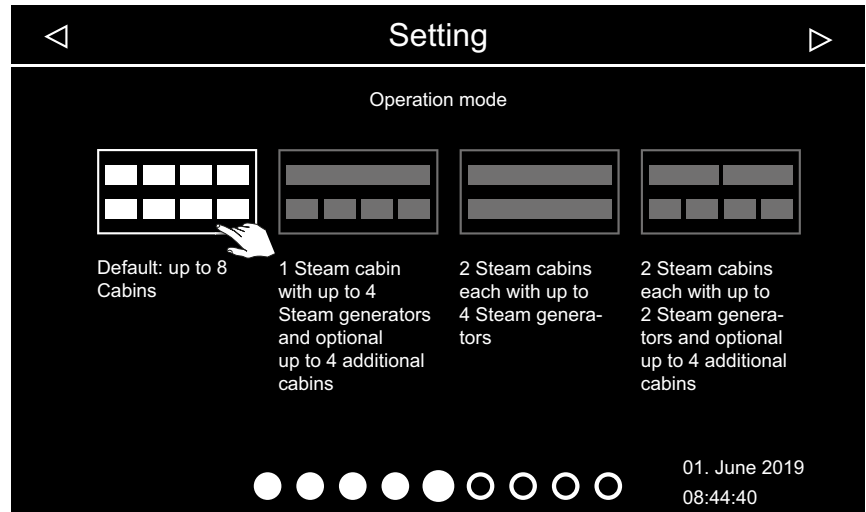 Setting
Operation mode
Default: up to 8
Cabins
1 Steam cabin
with up to 4
Steam generators
and optional
up to 4 additional
cabins
2 Steam cabins
each with up to
4 Steam genera-
tors
2 Steam cabins
each with up to
2 Steam genera-
tors and optional
up to 4 additional
cabins
01. June 2019
08:44:40